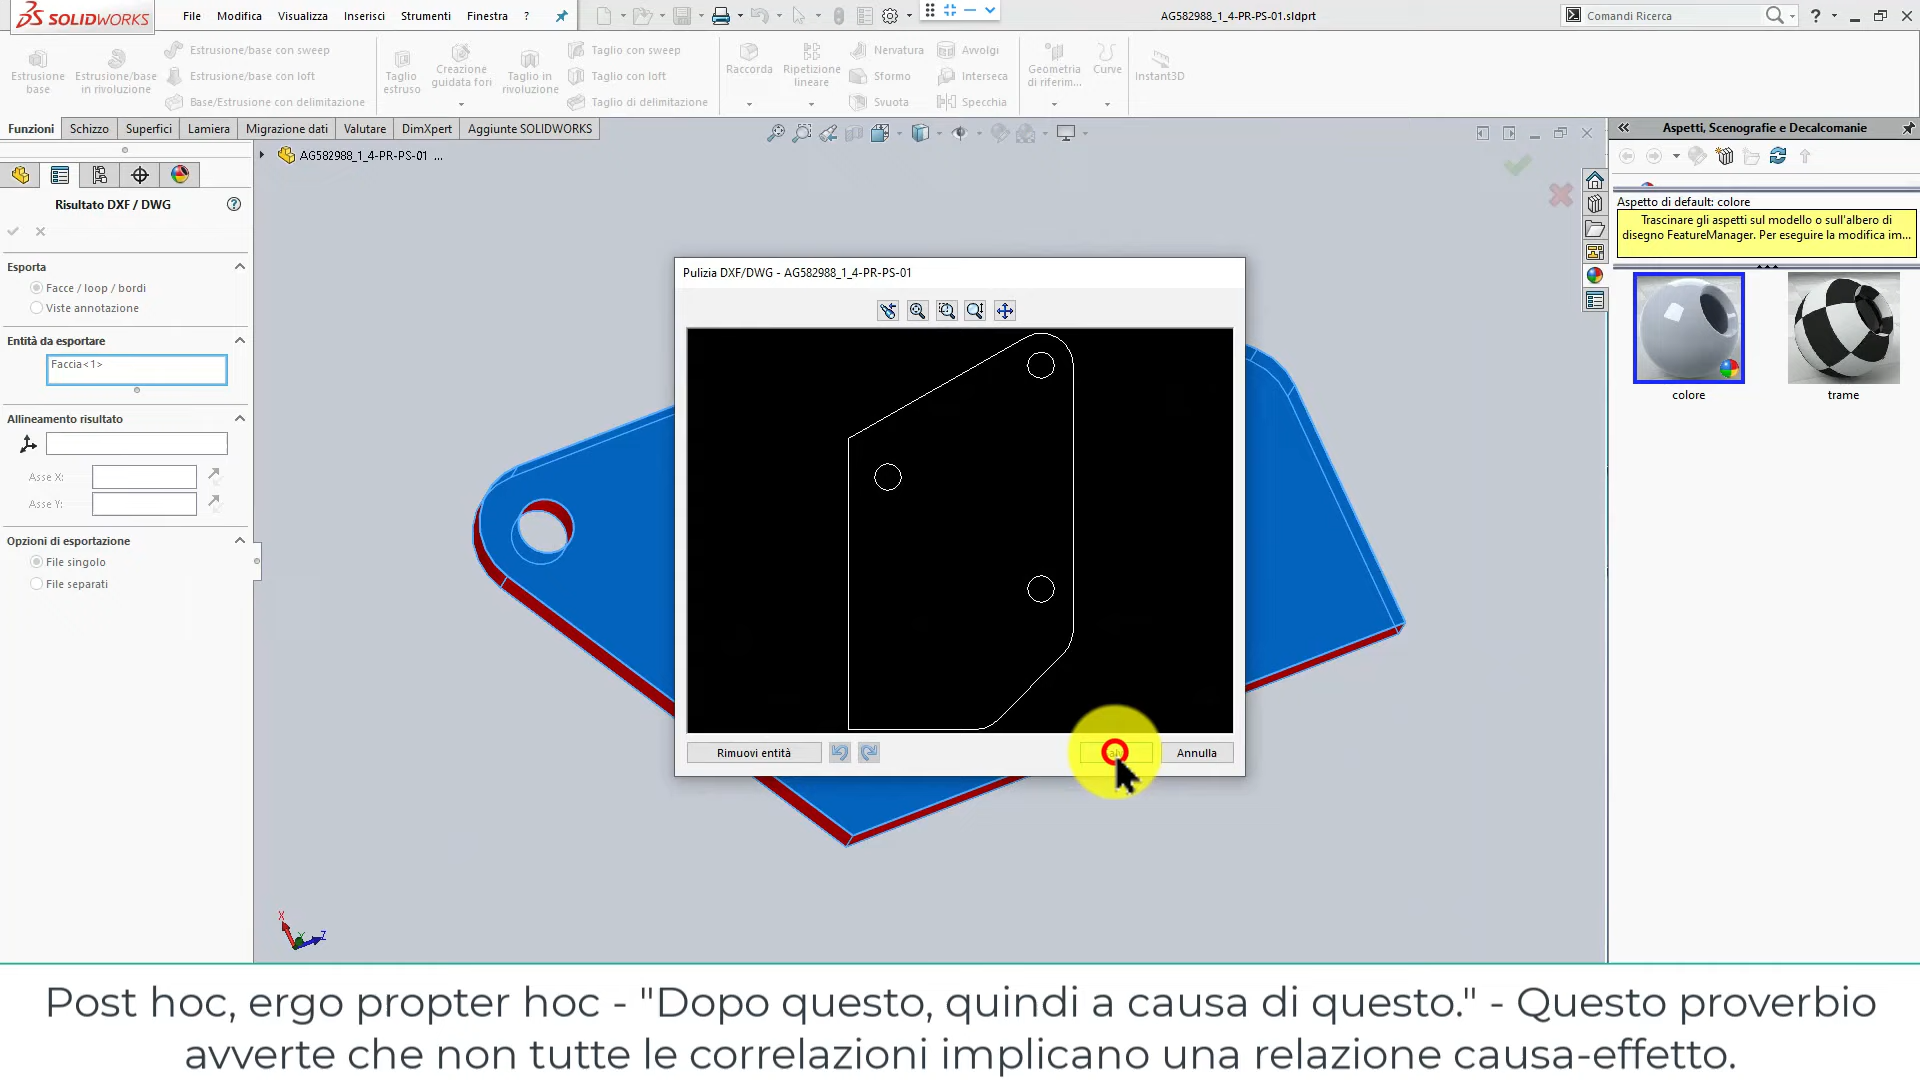 SOLIDWORKS
File Modifica Visualizza Inserisci Strumenti Finestra ?
AG582988_1_4-PR-PS-01.sldprt
Comandi Ricerca
?
Estrusione
base
Estrusione/base
in rivoluzione
Estrusione/base con sweep
Estrusione/base con loft
Base/Estrusione con delimitazione
Taglio
estruso
Creazione
guidata fori
Taglio in
rivoluzione
Taglio con sweep
Taglio con loft
Taglio di delimitazione
Raccorda
Ripetizione
lineare
Nervatura
Sformo
Svuota
Avvolgi
Interseca
Specchia
Geometria
di riferim...
Curve
Instant3D
Funzioni Schizzo Superfici Lamiera Migrazione dati Valutare DimXpert Aggiunte SOLIDWORKS
AG582988_1_4-PR-PS-01 ...
Risultato DXF / DWG
?
Esporta
Facce / loop / bordi
Viste annotazione
Entità da esportare
Faccia<1>
Allineamento risultato
Asse X:
Asse Y:
Opzioni di esportazione
File singolo
File separati
Pulizia DXF/DWG - AG582988_1_4-PR-PS-01
Rimuovi entità
Annulla
Aspetti, Scenografie e Decalcomanie
Aspetto di default: colore
Trascinare gli aspetti sul modello o sull'albero di
disegno FeatureManager. Per eseguire la modifica im...
colore
trame
X
Y
Z
Post hoc, ergo propter hoc - "Dopo questo, quindi a causa di questo." - Questo proverbio
avverte che non tutte le correlazioni implicano una relazione causa-effetto.